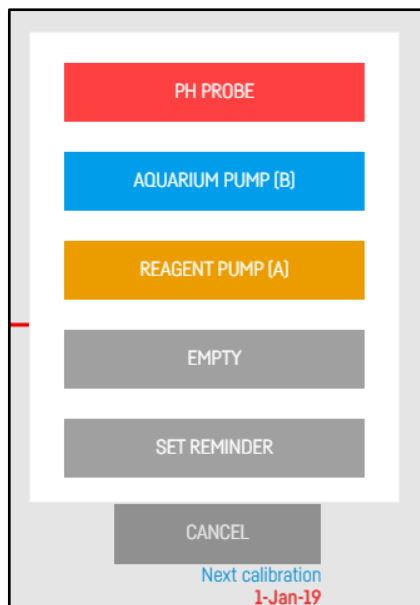 PH PROBE
AQUARIUM PUMP (B)
REAGENT PUMP (A)
EMPTY
SET REMINDER
CANCEL
Next calibration
1-Jan-19